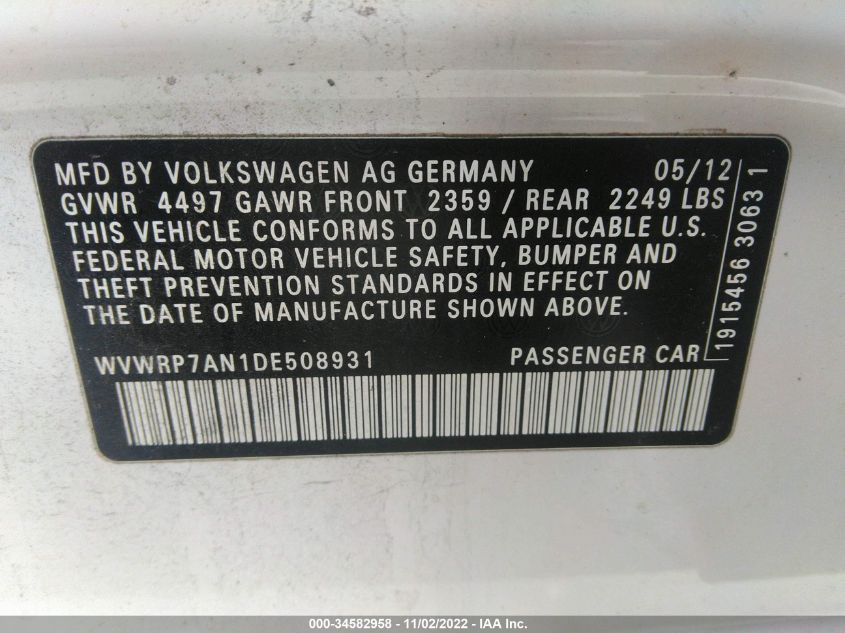 MFD BY VOLKSWAGEN AG GERMANY 05/12
GVWR 4497 GAWR FRONT 2359 / REAR 2249 LBS
THIS VEHICLE CONFORMS TO ALL APPLICABLE U.S.
FEDERAL MOTOR VEHICLE SAFETY, BUMPER AND
THEFT PREVENTION STANDARDS IN EFFECT ON
THE DATE OF MANUFACTURE SHOWN ABOVE.
WVWRP7AN1DE508931 PASSENGER CAR
1915456 3063 1
000-34582958 - 11/02/2022 - IAA Inc.